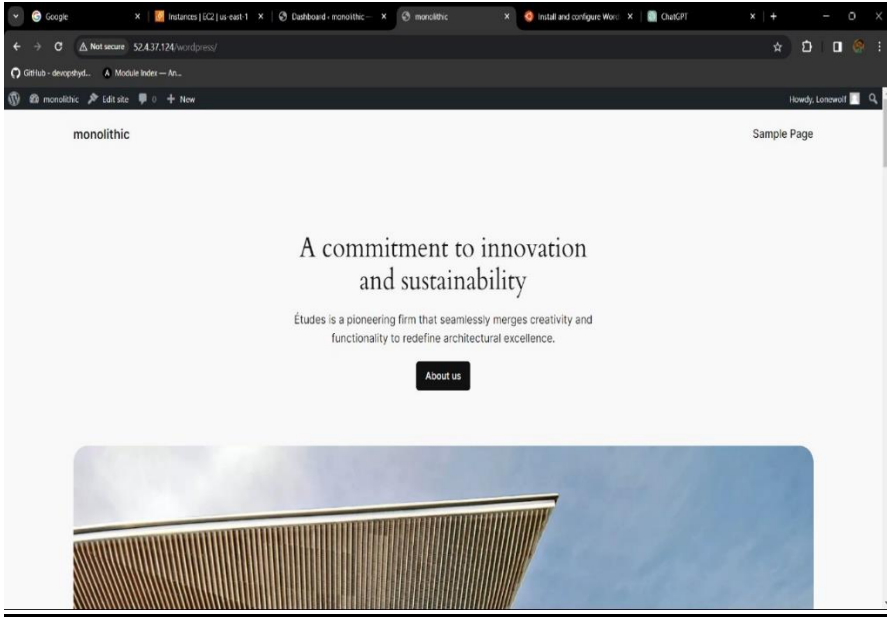 Google
Instances | EC2 | us-east-1
Dashboard ‹ monolithic —
monolithic
Install and configure Word
ChatGPT
Not secure 52.4.37.124/wordpress/
GitHub - devopshyd...
Module Index — An...
monolithic Edit site 0 + New
Howdy, Lonewolf
monolithic
Sample Page
A commitment to innovation
and sustainability
Études is a pioneering firm that seamlessly merges creativity and
functionality to redefine architectural excellence.
About us